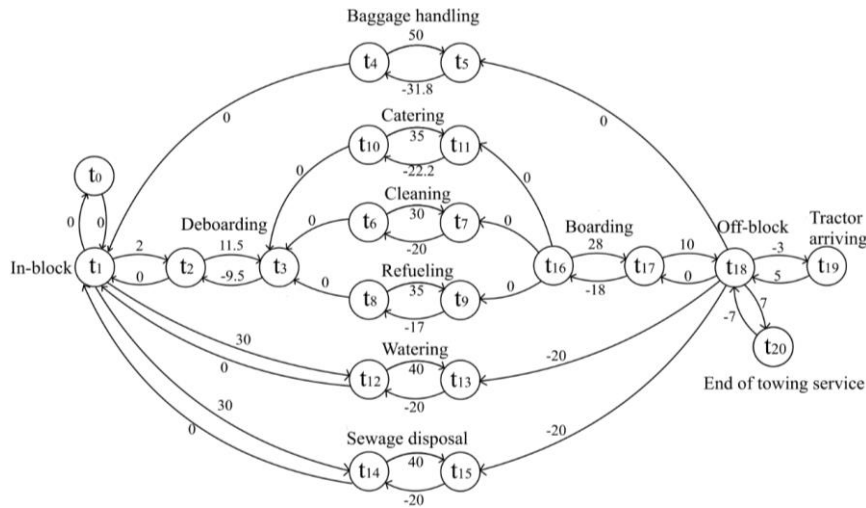 Baggage handling
50
t4
t5
-31.8
0
0
Catering
35
t10
t11
-22.2
0
0
t0
0
0
Cleaning
30
t6
t7
-20
0
0
Deboarding
2
11.5
In-block
t1
t2
t3
0
-9.5
Refueling
35
t8
t9
-17
0
0
Boarding
28
10
t16
t17
-18
0
Off-block
t18
-3
Tractor
arriving
t19
5
7
-7
t20
End of towing service
Watering
30
40
t12
t13
0
-20
-20
Sewage disposal
30
40
t14
t15
0
-20
-20